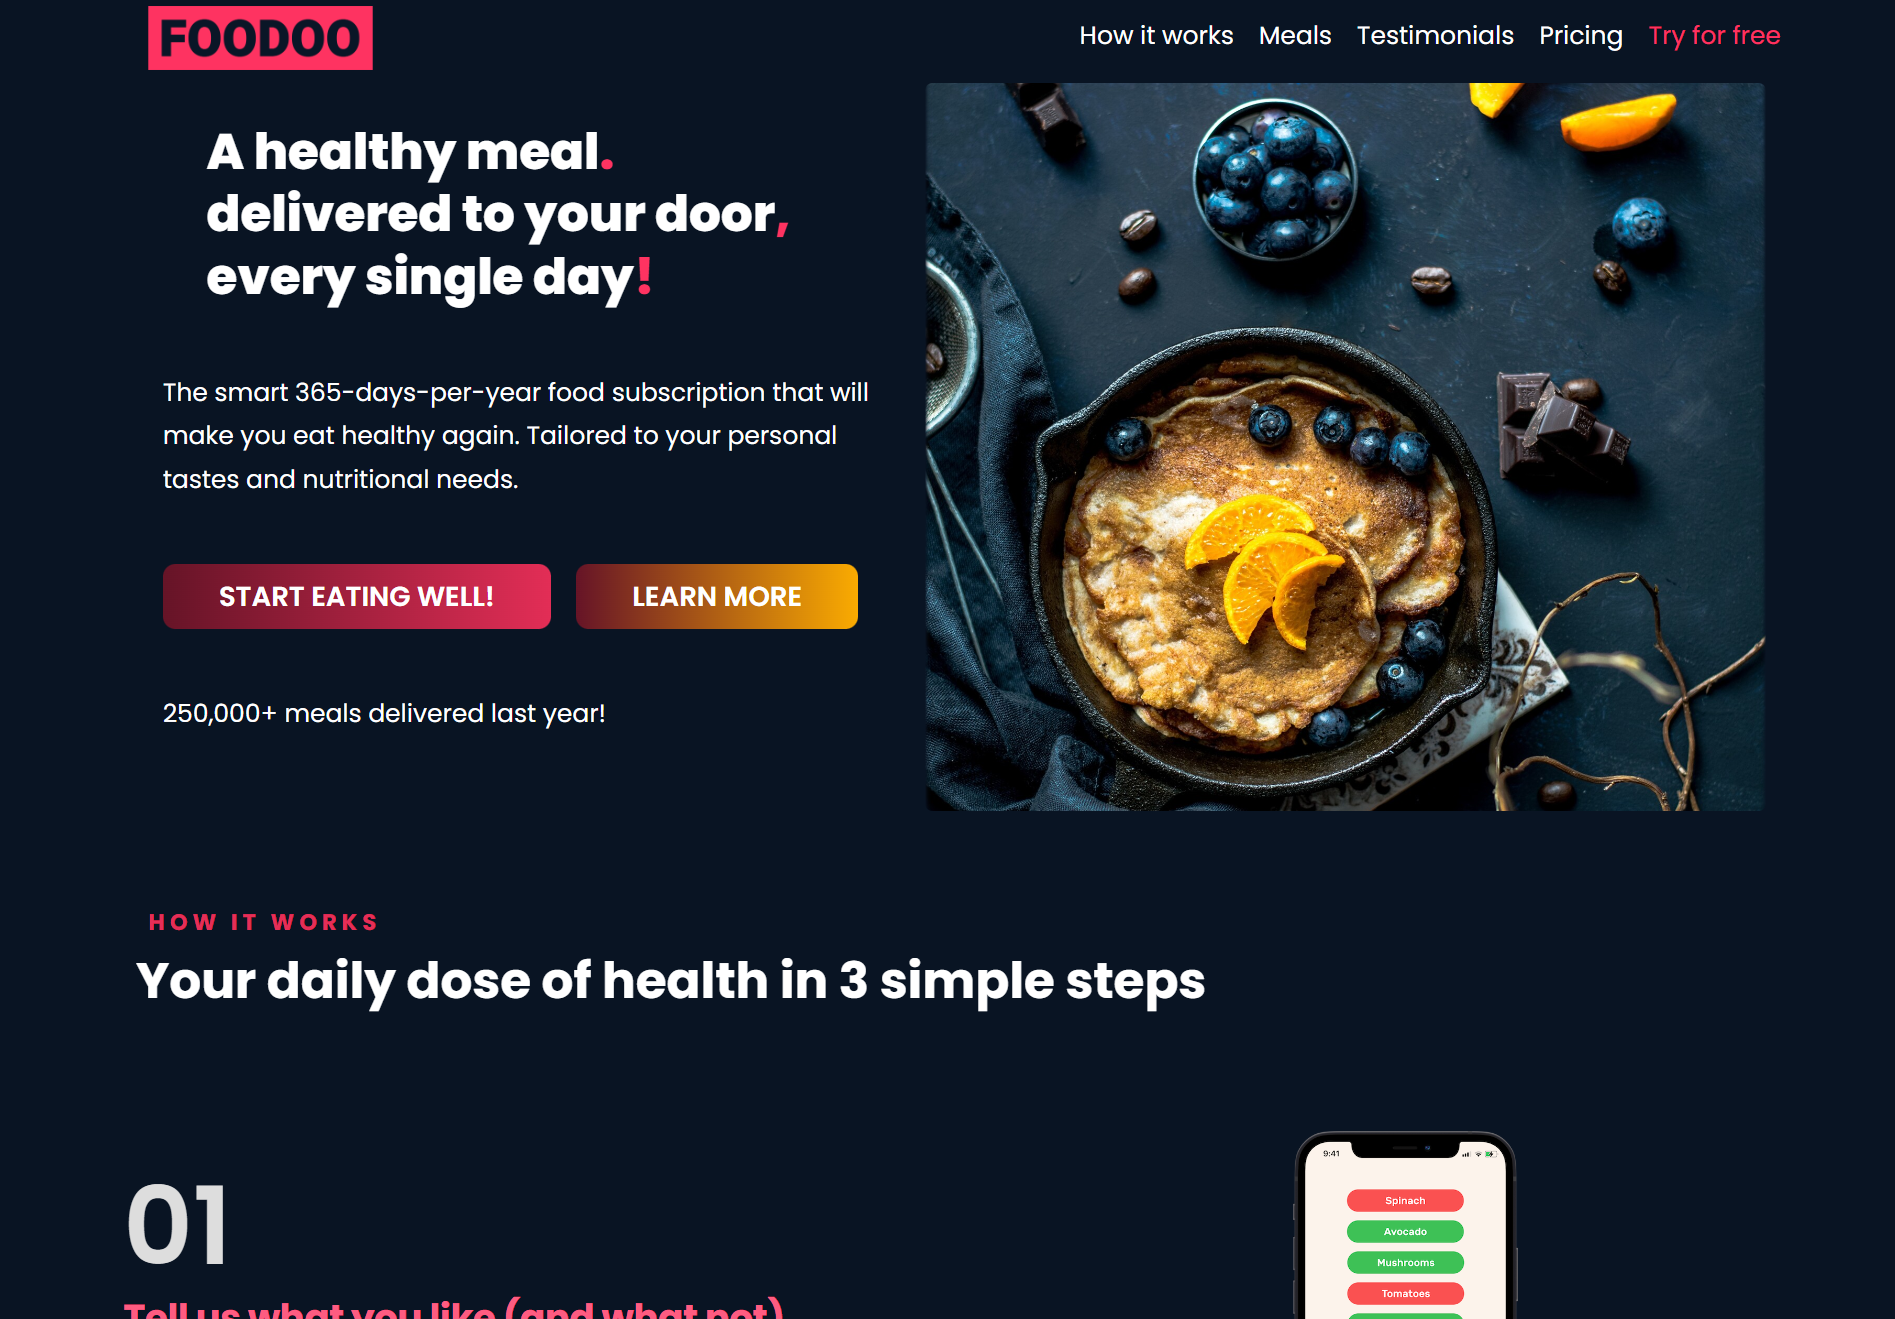 FOODOO
How it works Meals Testimonials Pricing Try for free
A healthy meal.
delivered to your door,
every single day!
The smart 365-days-per-year food subscription that will
make you eat healthy again. Tailored to your personal
tastes and nutritional needs.
START EATING WELL! LEARN MORE
250,000+ meals delivered last year!
HOW IT WORKS
Your daily dose of health in 3 simple steps
01
Tell us what you like (and what not)
9:41
Spinach
Avocado
Mushrooms
Tomatoes